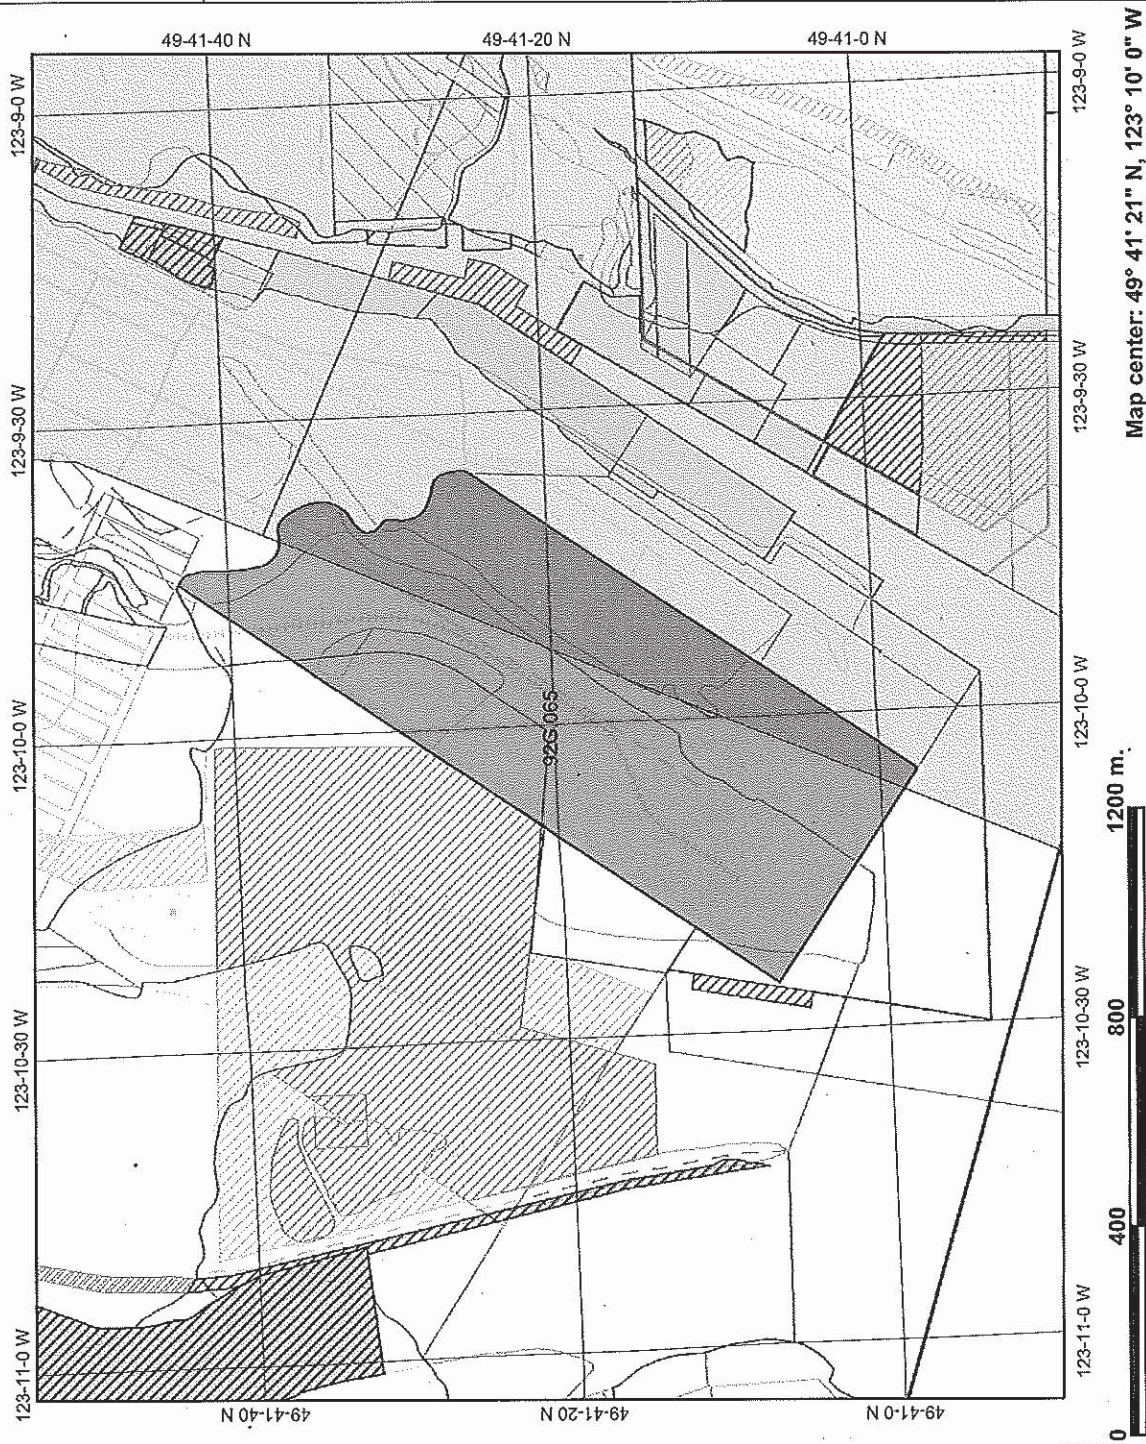 49-41-40 N
49-41-20 N
49-41-0 N
123-9-0 W
123-9-0 W
123-9-30 W
123-9-30 W
123-10-0 W
123-10-0 W
92G.065
123-10-30 W
123-10-30 W
123-11-0 W
123-11-0 W
49-41-40 N
49-41-20 N
49-41-0 N
0
400
800
1200 m.
Map center: 49° 41' 21" N, 123° 10' 0" W